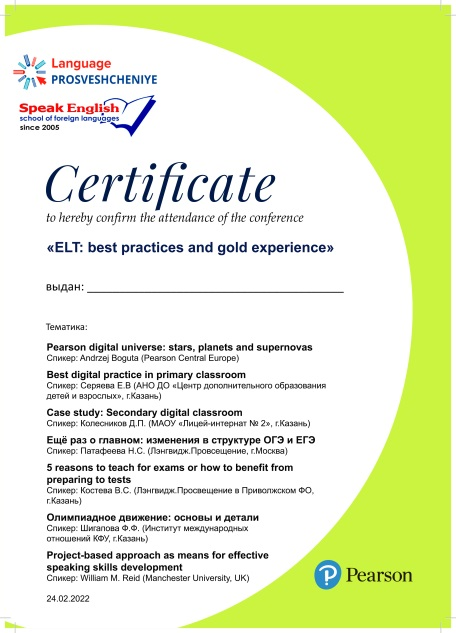 Language
PROSVESHCHENIYE
Speak English
school of foreign languages
since 2005
Certificate
to hereby confirm the attendance of the conference
«ELT: best practices and gold experience»
выдан: ___________________________________
Тематика:
Pearson digital universe: stars, planets and supernovas
Спикер: Andrzej Boguta (Pearson Central Europe)
Best digital practice in primary classroom
Спикер: Серяева Е.В (АНО ДО «Центр дополнительного образования
детей и взрослых», г.Казань)
Case study: Secondary digital classroom
Спикер: Колесников Д.П. (МАОУ «Лицей-интернат № 2», г.Казань)
Ещё раз о главном: изменения в структуре ОГЭ и ЕГЭ
Спикер: Патафеева Н.С. (Лэнгвидж.Провсещение, г.Москва)
5 reasons to teach for exams or how to benefit from
preparing to tests
Спикер: Костева В.С. (Лэнгвидж.Просвещение в Приволжском ФО,
г.Казань)
Олимпиадное движение: основы и детали
Спикер: Шигапова Ф.Ф. (Институт международных
отношений КФУ, г.Казань)
Project-based approach as means for effective
speaking skills development
Спикер: William M. Reid (Manchester University, UK)
24.02.2022
P Pearson